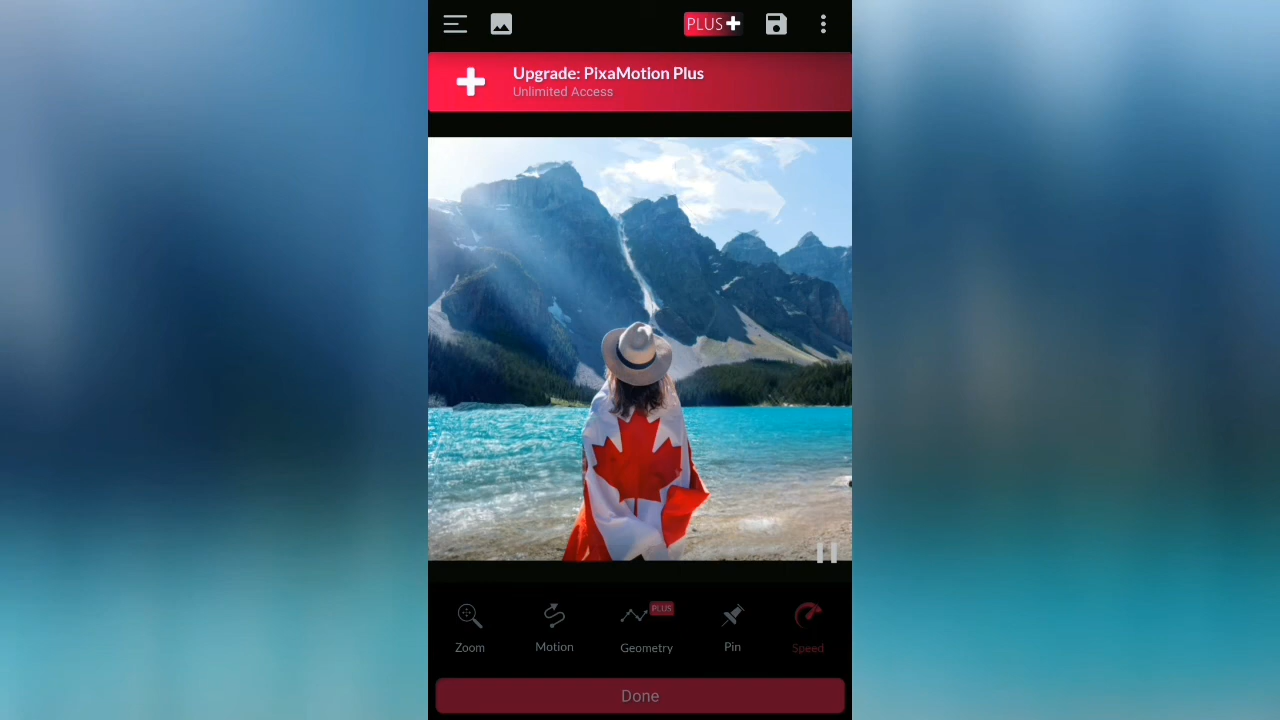 PLUS
Upgrade: PixaMotion Plus
Unlimited Access
PLUS
Zoom
Motion
Geometry
Pin
Speed
Done